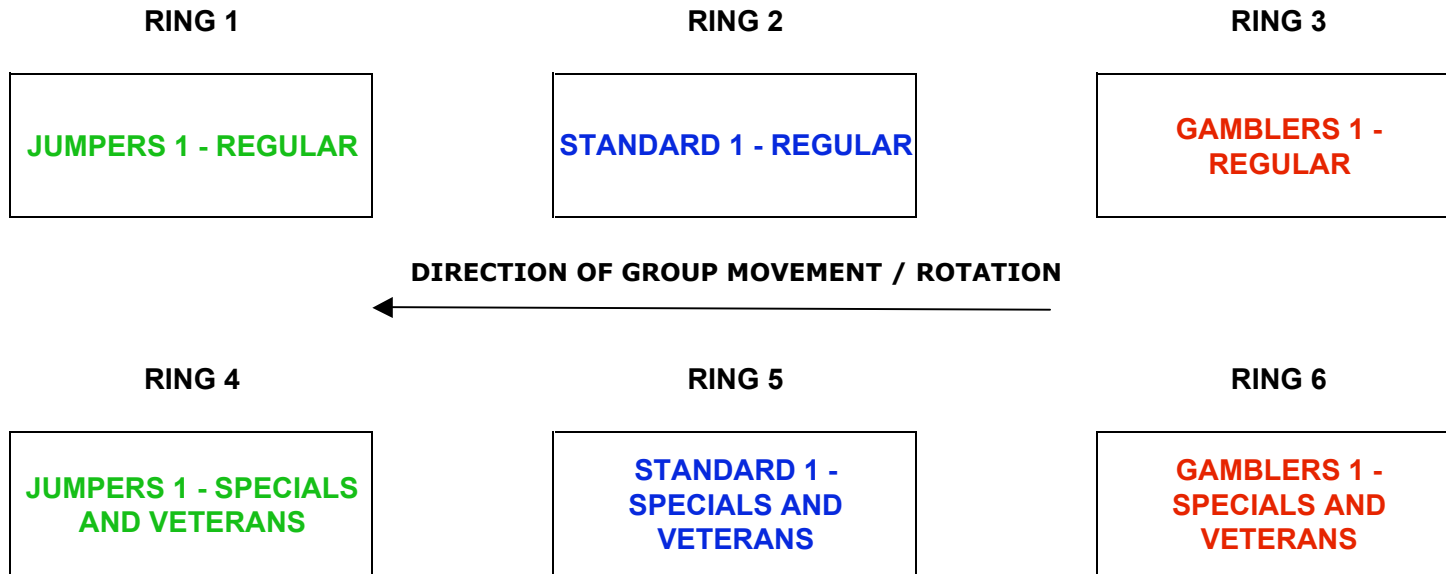 RING 1
RING 2
RING 3
JUMPERS 1 - REGULAR
STANDARD 1 - REGULAR
GAMBLERS 1 -
REGULAR
DIRECTION OF GROUP MOVEMENT / ROTATION
RING 4
RING 5
RING 6
JUMPERS 1 - SPECIALS
AND VETERANS
STANDARD 1 -
SPECIALS AND
VETERANS
GAMBLERS 1 -
SPECIALS AND
VETERANS